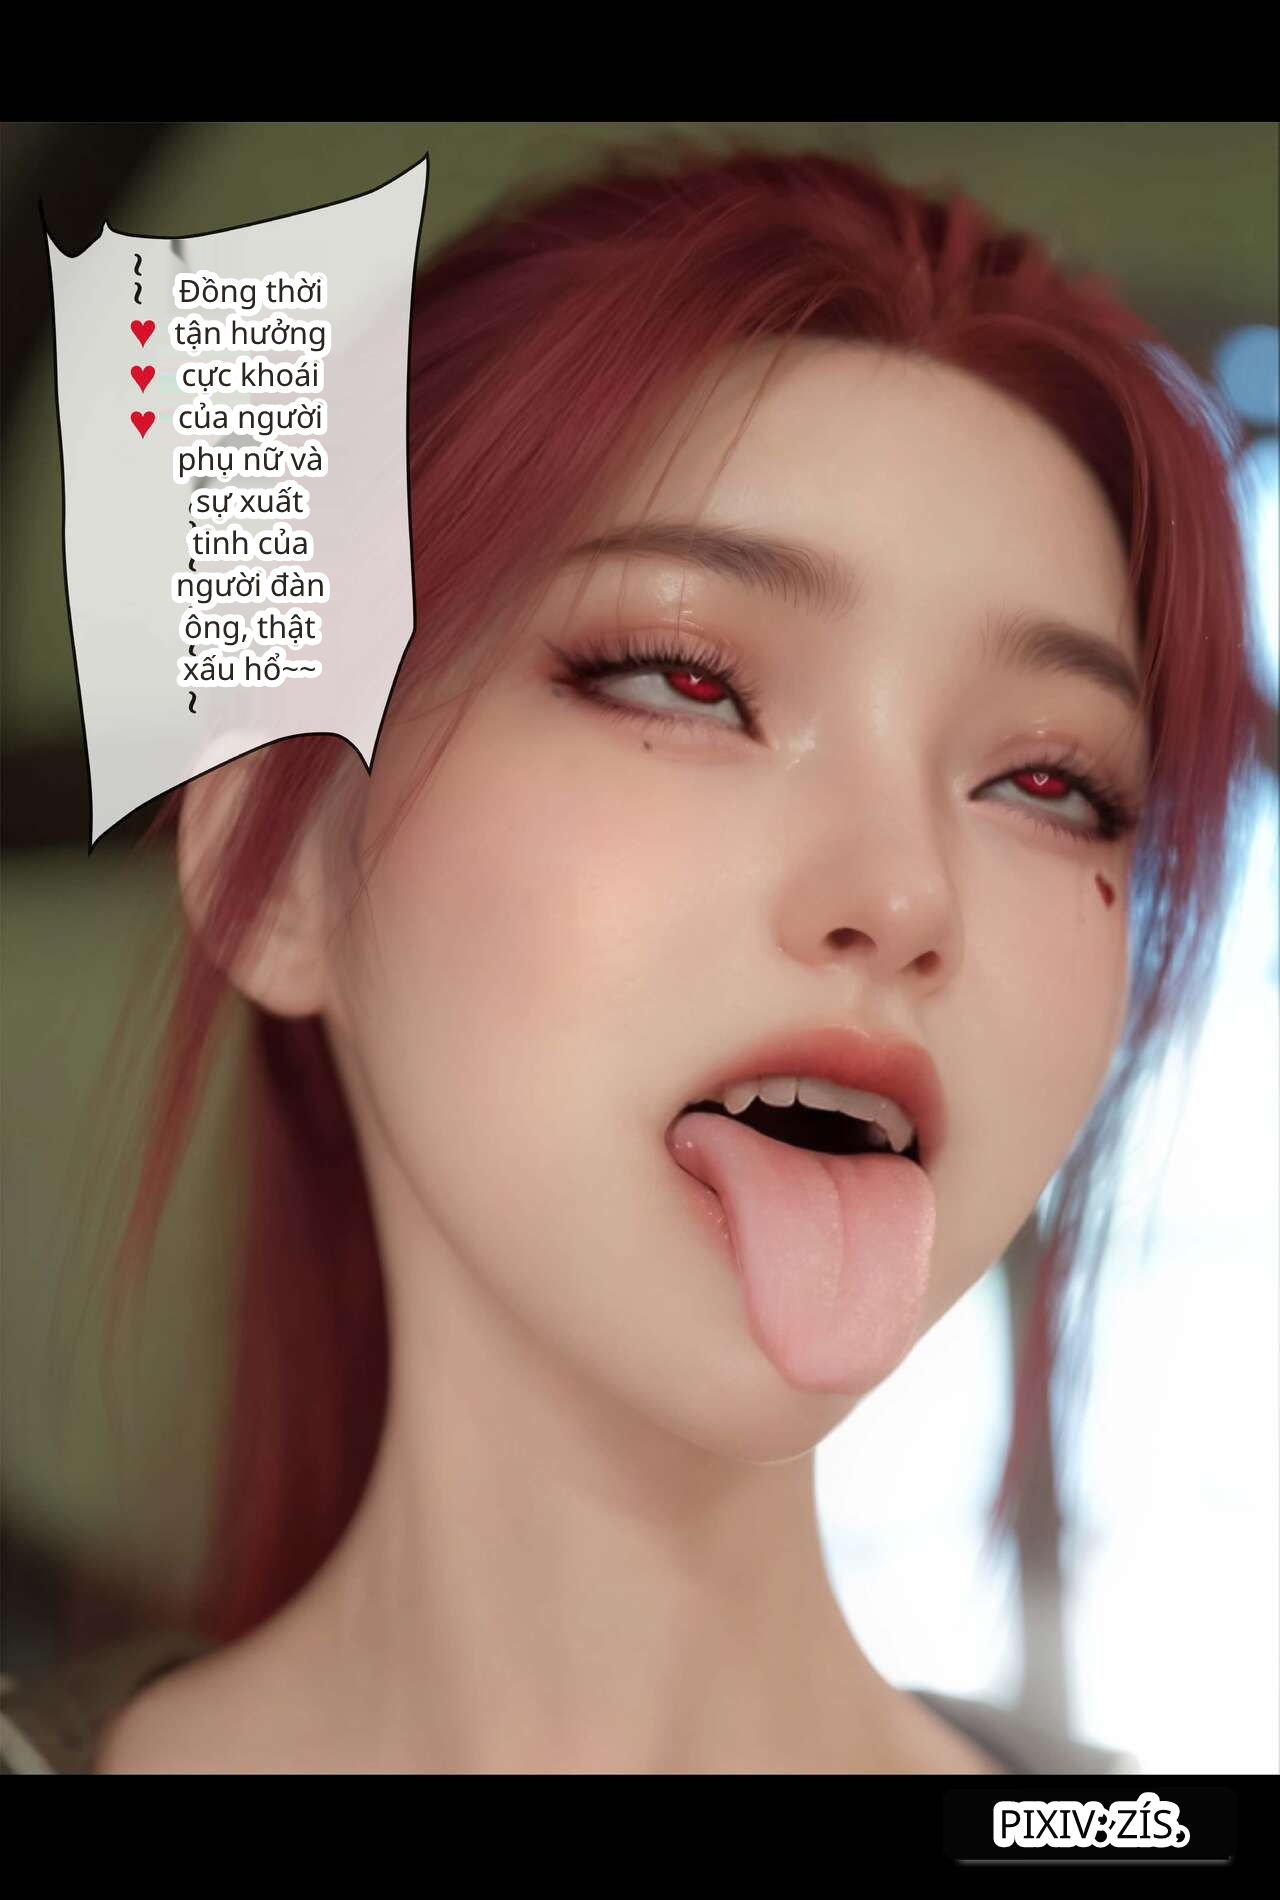 Đồng thời
tận hưởng
cực khoái
của người
phụ nữ và
sự xuất
tinh của
người đàn
ông, thật
xấu hổ~~
PIXIV:ZÍS,